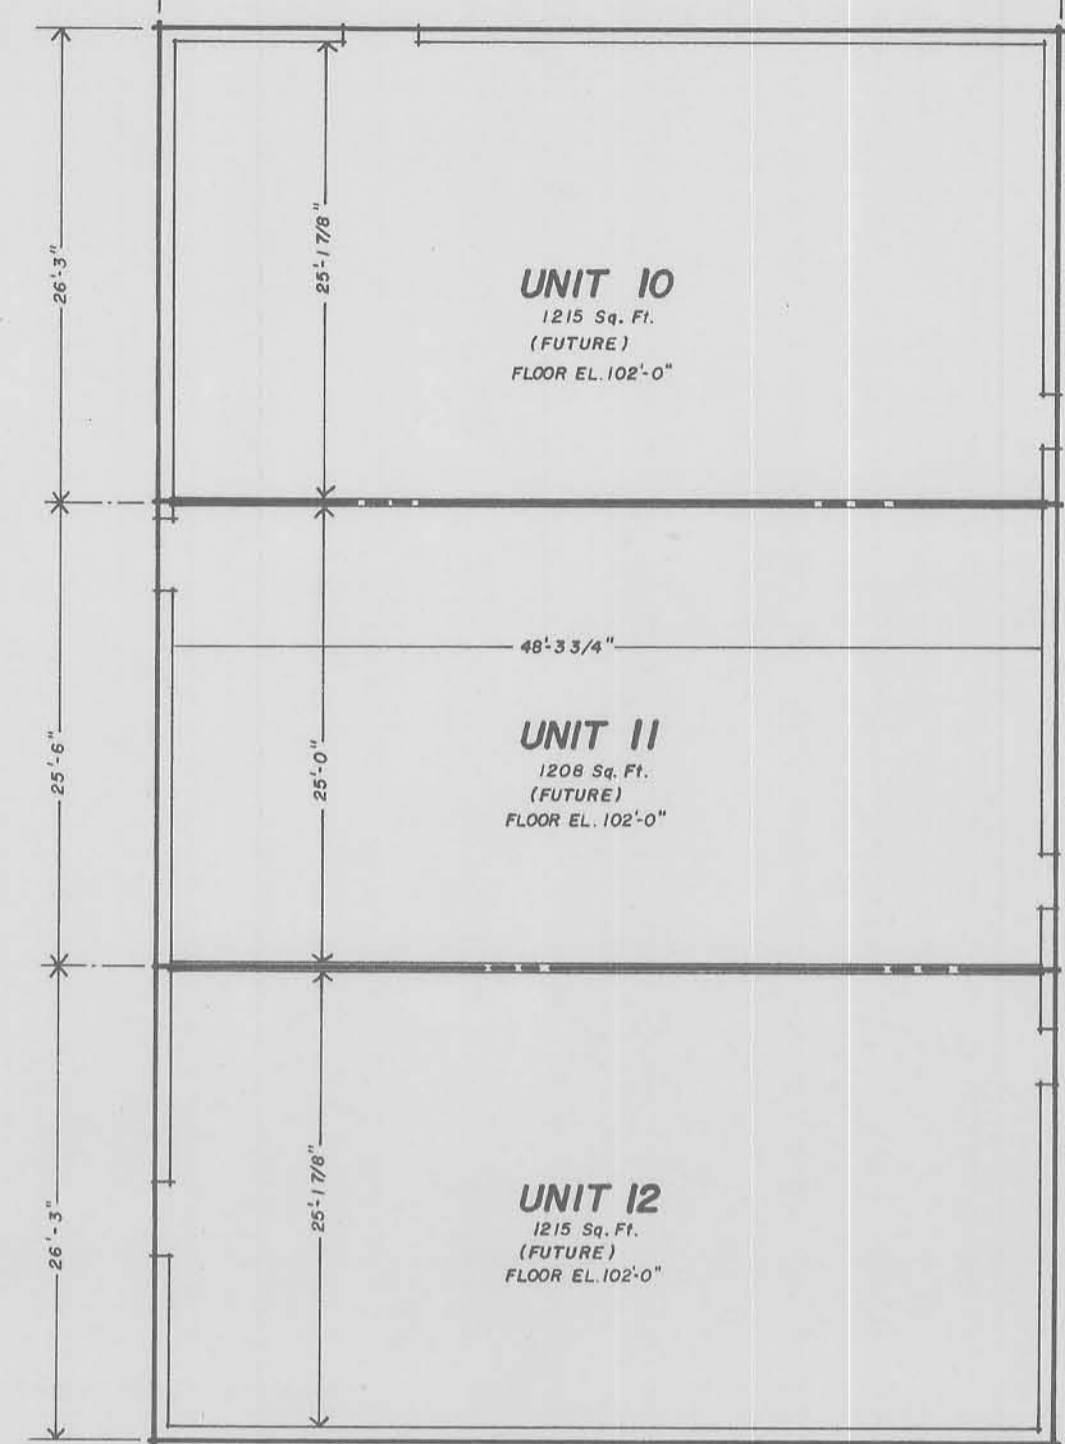 26'-3"
25'-1 7/8"
UNIT 10
1215 Sq. Ft.
(FUTURE)
FLOOR EL. 102'-0"
48'-3 3/4"
25'-6"
25'-0"
UNIT 11
1208 Sq. Ft.
(FUTURE)
FLOOR EL. 102'-0"
26'-3"
25'-1 7/8"
UNIT 12
1215 Sq. Ft.
(FUTURE)
FLOOR EL. 102'-0"